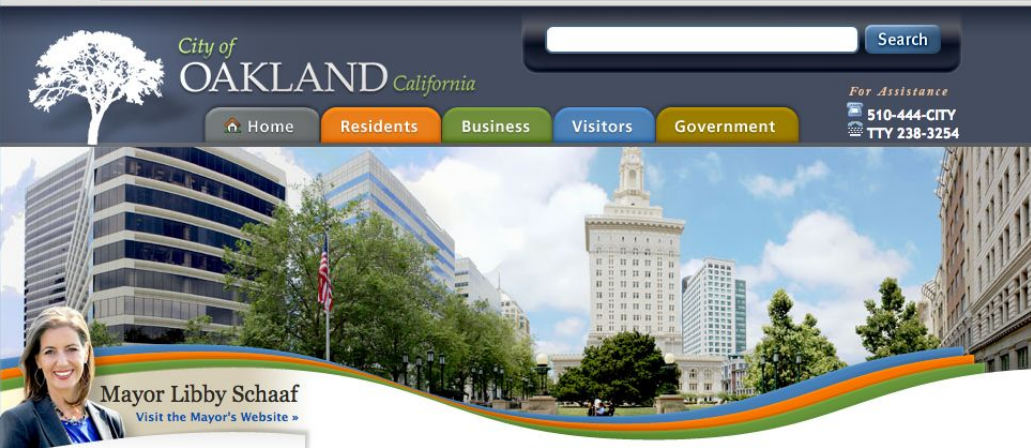 City of
OAKLAND California
Search
For Assistance
510-444-CITY
TTY 238-3254
Home
Residents
Business
Visitors
Government
Mayor Libby Schaaf
Visit the Mayor's Website »